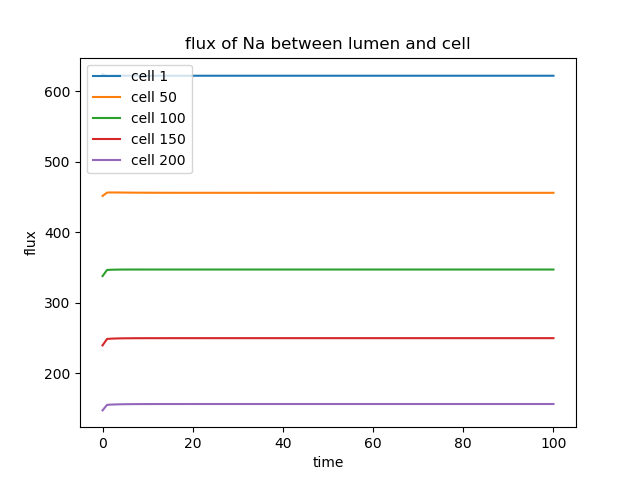 flux of Na between lumen and cell
cell 1
cell 50
cell 100
cell 150
cell 200
600
500
400
300
200
flux
0 20 40 60 80 100
time